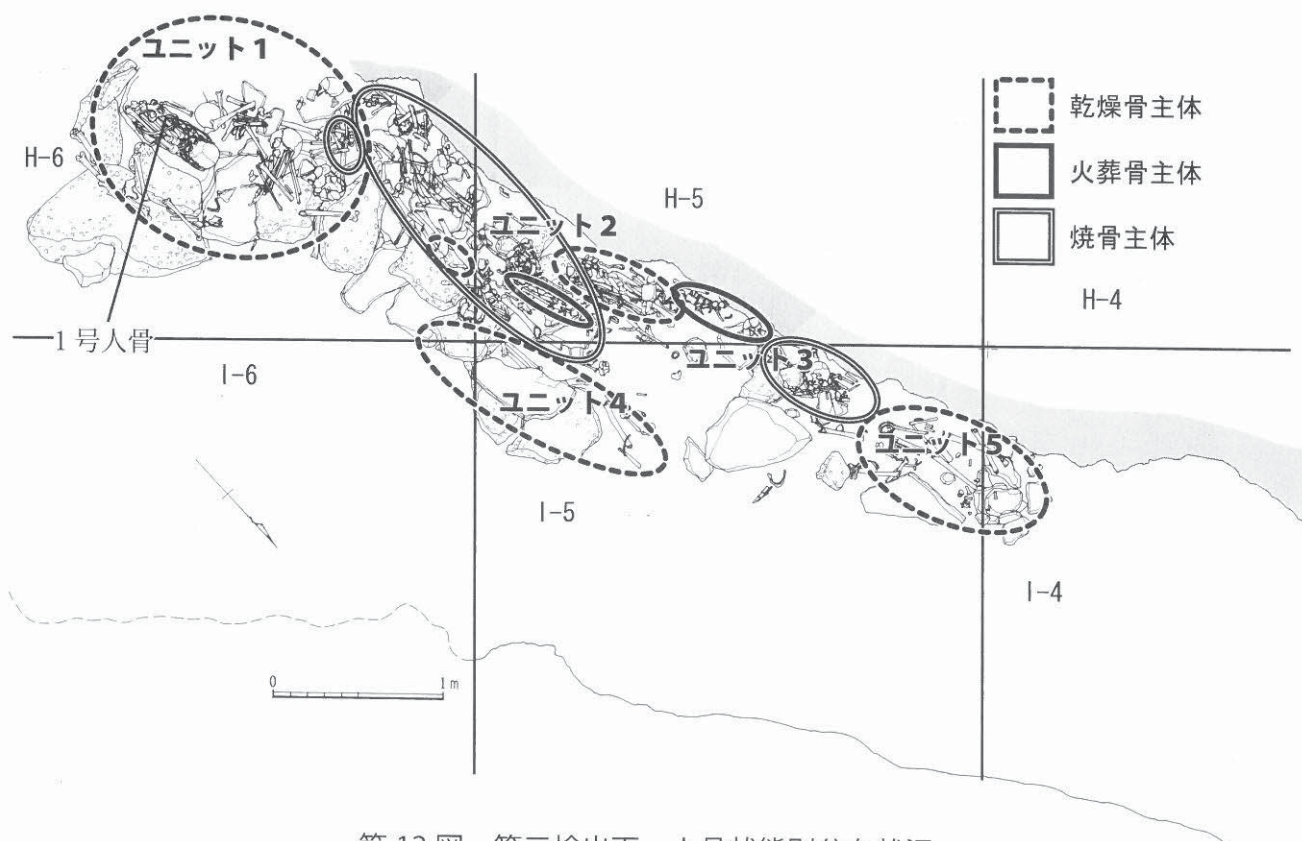 ユニット1
乾燥骨主体
火葬骨主体
焼骨主体
H-6
H-5
ユニット2
H-4
1号人骨
I-6
ユニット3
ユニット4
ユニット5
I-5
I-4
0
1m